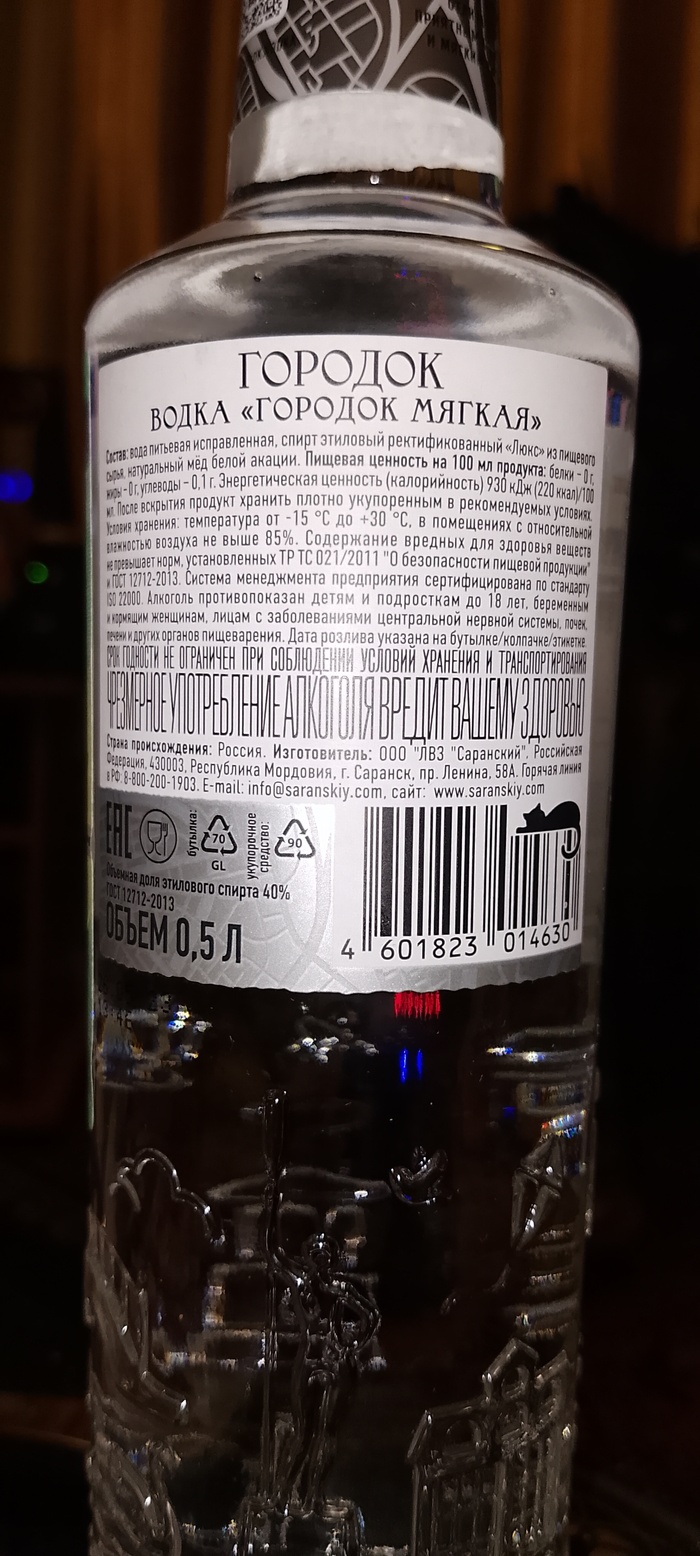 ГОРОДОК
ВОДКА «ГОРОДОК МЯГКАЯ»
Состав: вода питьевая исправленная, спирт этиловый ректификованный «Люкс» из пищевого
сырья, натуральный мёд белой акации. Пищевая ценность на 100 мл продукта: белки – 0 г,
жиры – 0 г, углеводы – 0,1 г. Энергетическая ценность (калорийность) 930 кДж (220 ккал)/100
мл. После вскрытия продукт хранить плотно укупоренным в рекомендуемых условиях.
Условия хранения: температура от -15 °С до +30 °С, в помещениях с относительной
влажностью воздуха не выше 85%. Содержание вредных для здоровья веществ
не превышает норм, установленных ТР ТС 021/2011 "О безопасности пищевой продукции"
и ГОСТ 12712-2013. Система менеджмента предприятия сертифицирована по стандарту
ISO 22000. Алкоголь противопоказан детям и подросткам до 18 лет, беременным
и кормящим женщинам, лицам с заболеваниями центральной нервной системы, почек,
печени и других органов пищеварения. Дата розлива указана на бутылке/колпачке/этикетке.
СРОК ГОДНОСТИ НЕ ОГРАНИЧЕН ПРИ СОБЛЮДЕНИИ УСЛОВИЙ ХРАНЕНИЯ И ТРАНСПОРТИРОВАНИЯ
ЧРЕЗМЕРНОЕ УПОТРЕБЛЕНИЕ АЛКОГОЛЯ ВРЕДИТ ВАШЕМУ ЗДОРОВЬЮ
Страна происхождения: Россия. Изготовитель: ООО "ЛВЗ "Саранский". Российская
Федерация, 430003, Республика Мордовия, г. Саранск, пр. Ленина, 58А. Горячая линия
в РФ: 8-800-200-1903. E-mail: info@saranskiy.com, сайт: www.saranskiy.com
EAC
бутылка:
70
GL
укупорочное
средство:
90
Объемная доля этилового спирта 40%
ГОСТ 12712-2013
ОБЪЕМ 0,5 Л
4 601823 014630